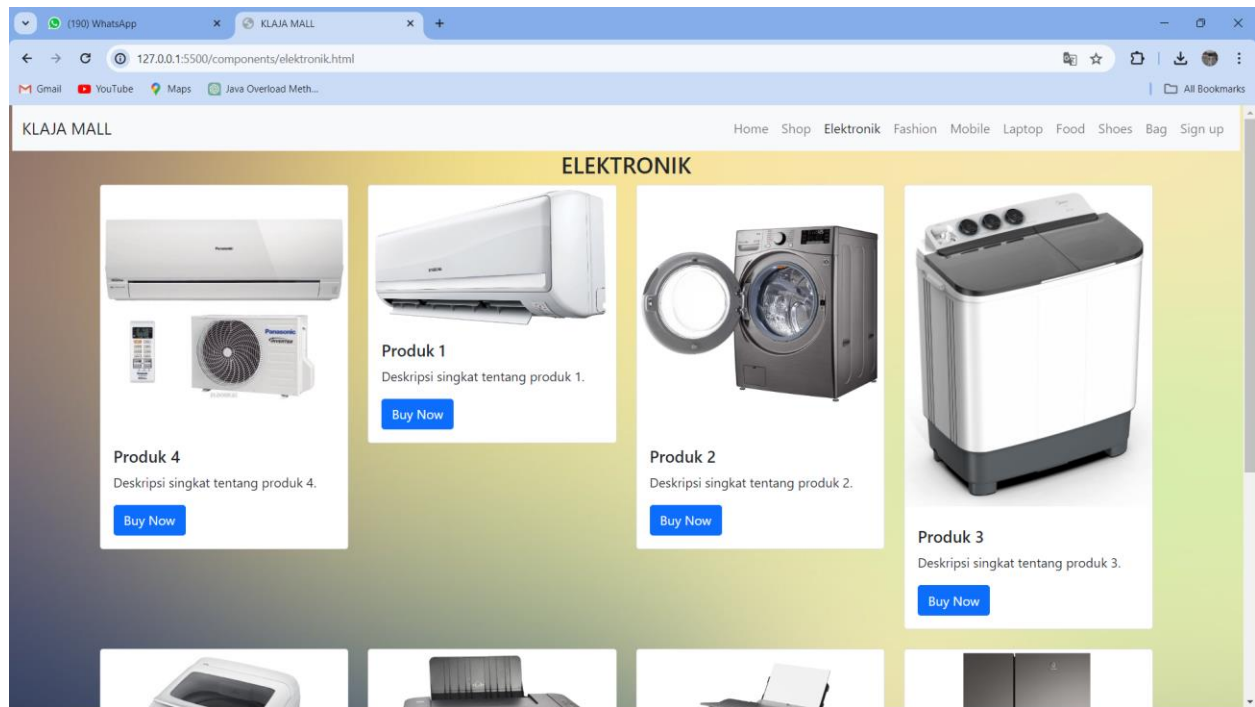 (190) WhatsApp
KLAJA MALL
127.0.0.1:5500/components/elektronik.html
Gmail YouTube Maps Java Overload Meth... All Bookmarks
KLAJA MALL Home Shop Elektronik Fashion Mobile Laptop Food Shoes Bag Sign up
ELEKTRONIK
Panasonic
Panasonic
INVERTER
Produk 4
Deskripsi singkat tentang produk 4.
Buy Now
Produk 1
Deskripsi singkat tentang produk 1.
Buy Now
Produk 2
Deskripsi singkat tentang produk 2.
Buy Now
Produk 3
Deskripsi singkat tentang produk 3.
Buy Now